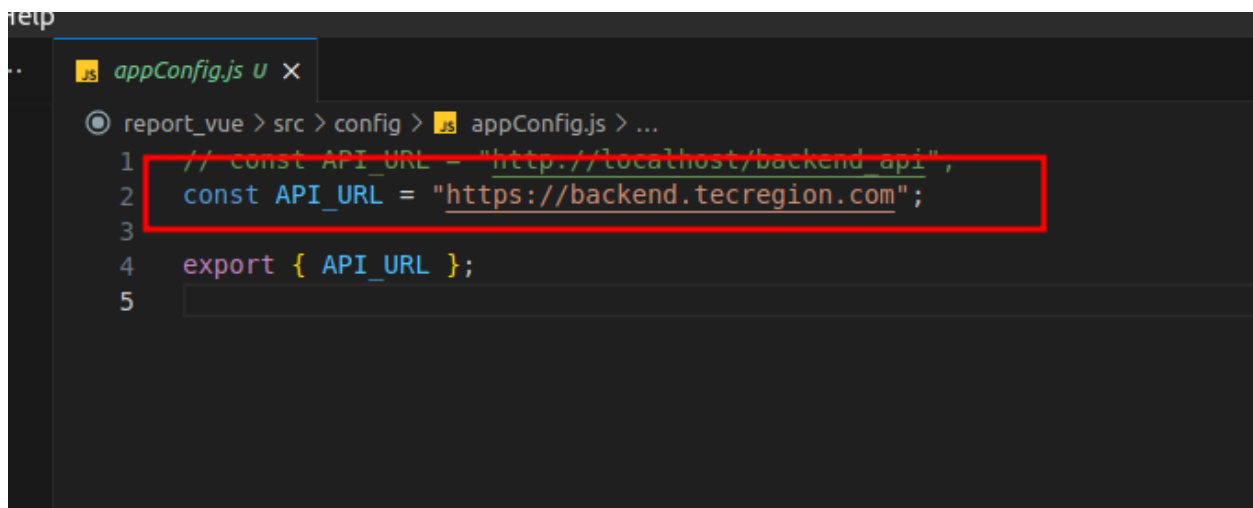 Help
appConfig.js U ×
report_vue > src > config > JS appConfig.js > ...
1 // const API_URL = "http://localhost/backend_api";
2 const API_URL = "https://backend.tecregion.com";
3
4 export { API_URL };
5